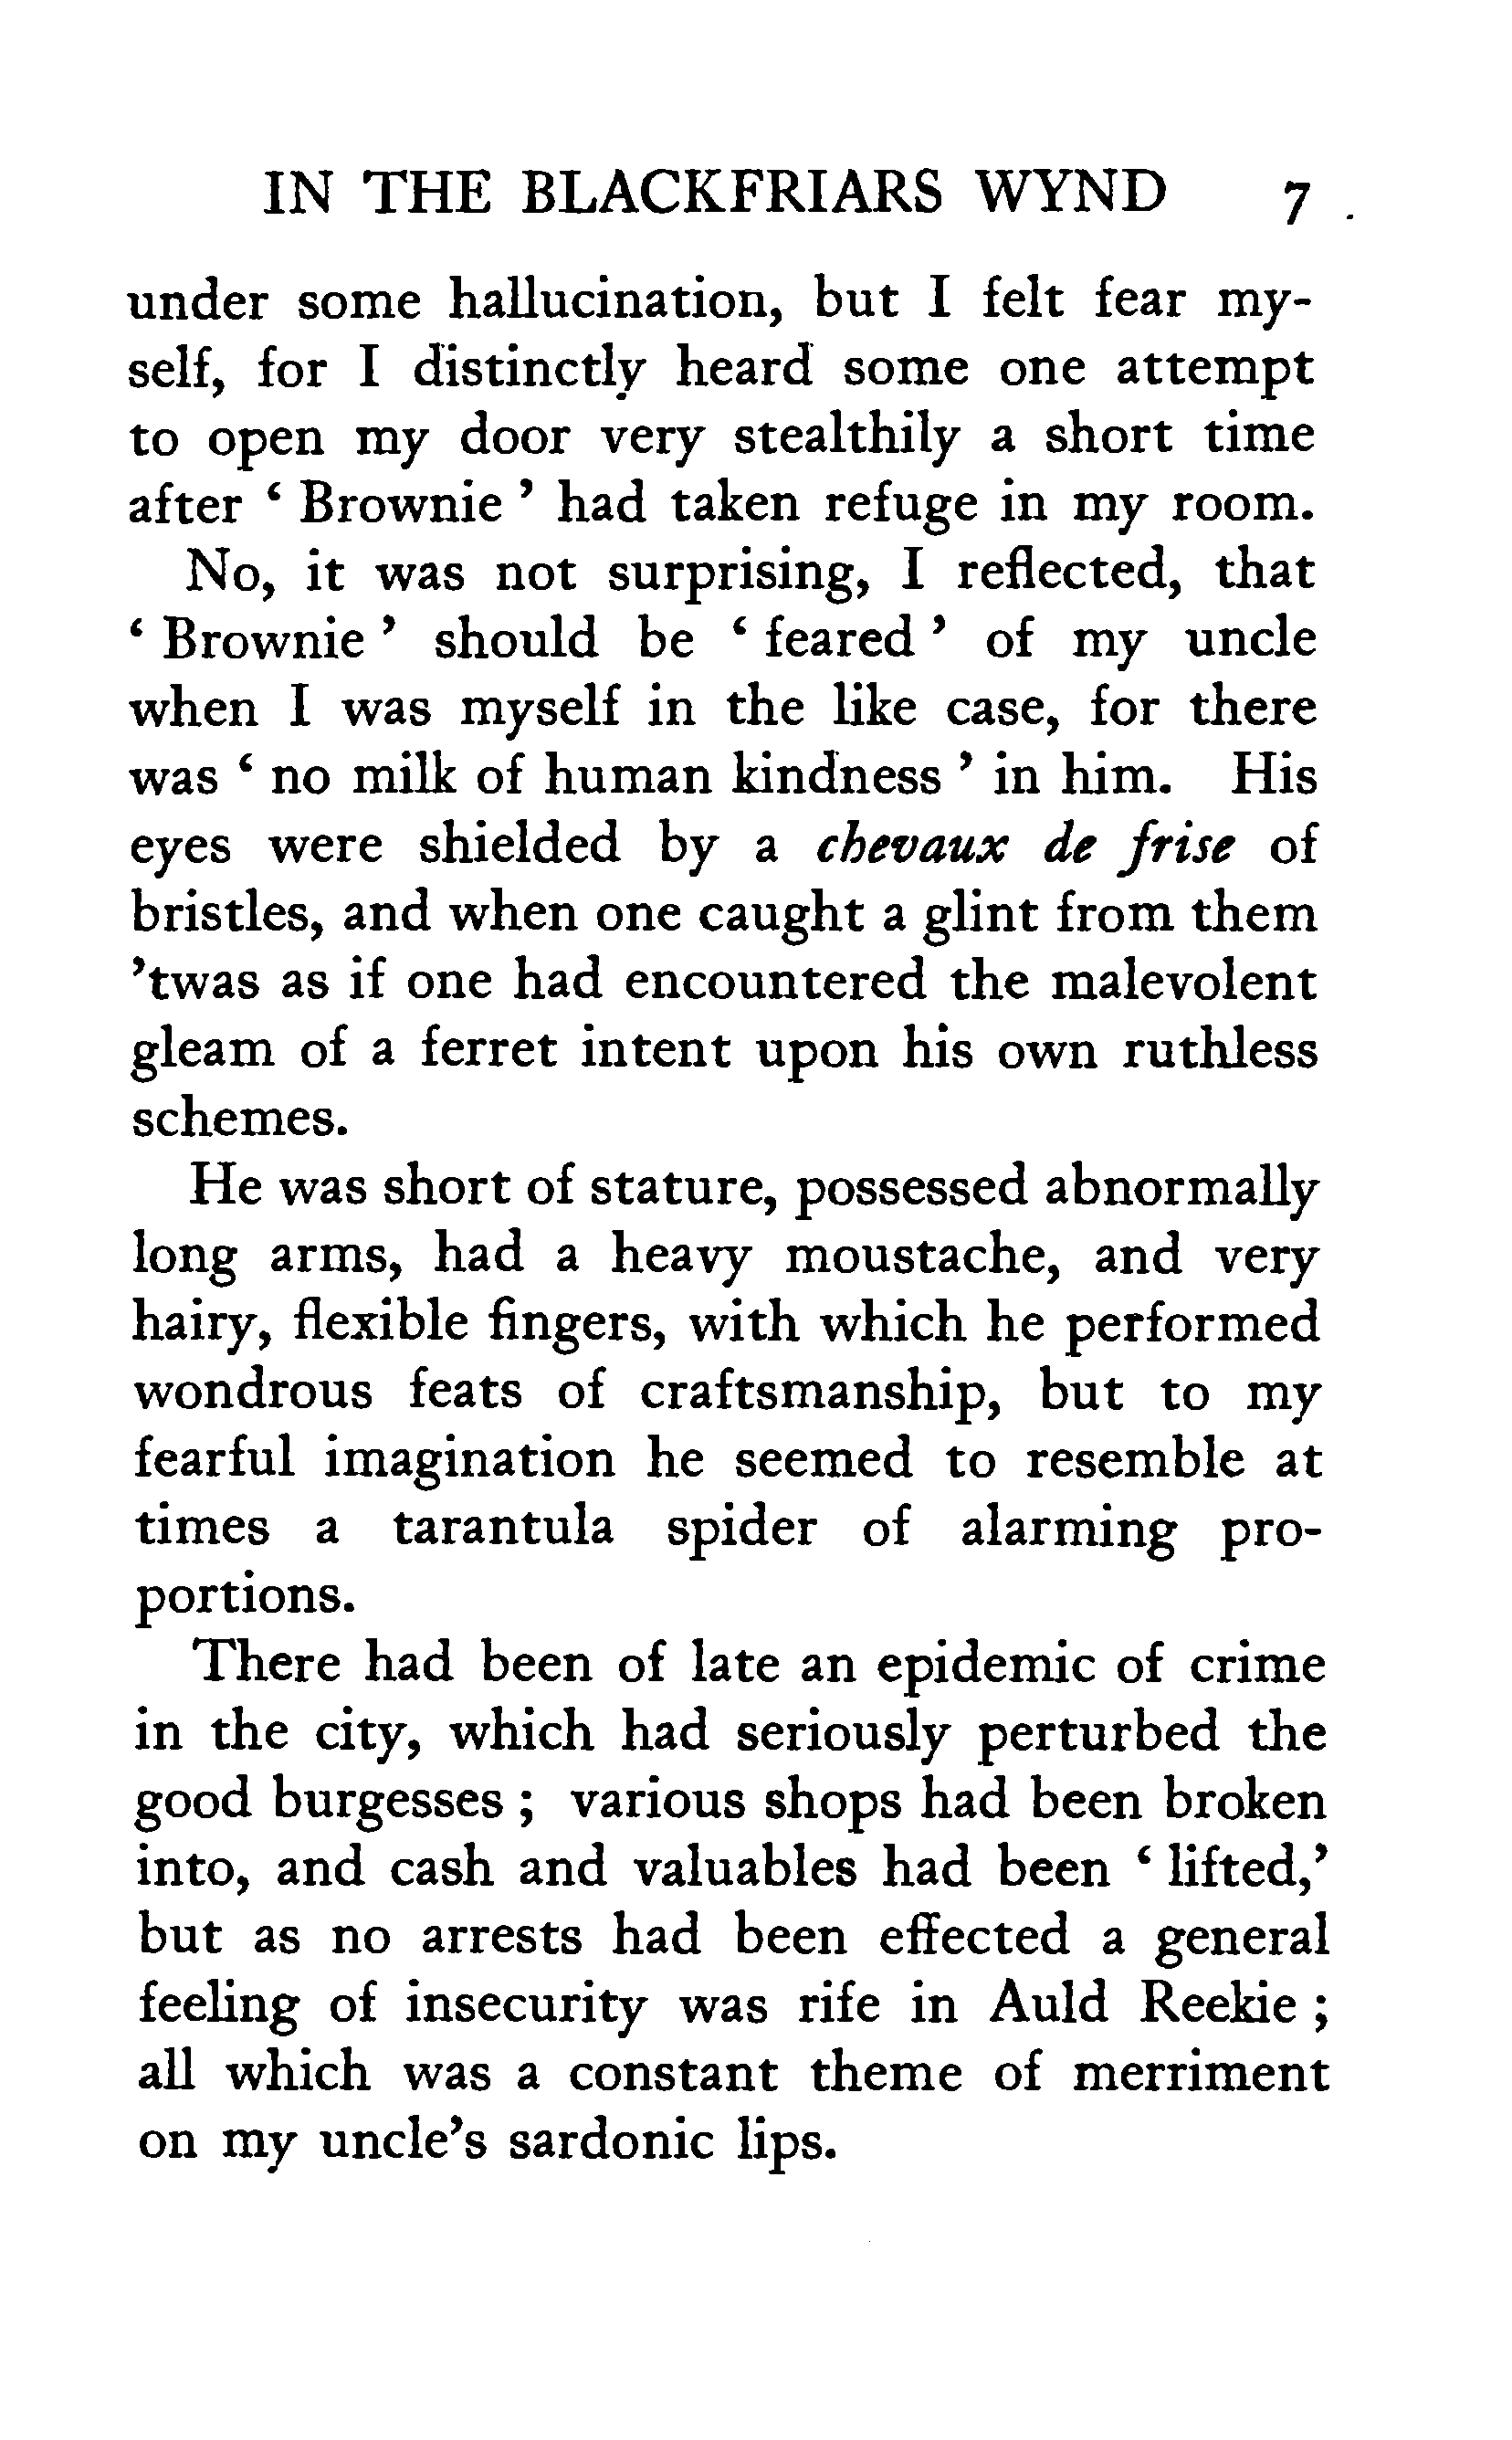 IN THE BLACKFRIARS WYND 7
under some hallucination, but I felt fear my-
self, for I distinctly heard some one attempt
to open my door very stealthily a short time
after ‘ Brownie ’ had taken refuge in my room.
No, it was not surprising, I reflected, that
‘ Brownie ’ should be ‘ feared ’ of my uncle
when I was myself in the like case, for there
was ‘ no milk of human kindness ’ in him. His
eyes were shielded by a chevaux de frise of
bristles, and when one caught a glint from them
’twas as if one had encountered the malevolent
gleam of a ferret intent upon his own ruthless
schemes.
He was short of stature, possessed abnormally
long arms, had a heavy moustache, and very
hairy, flexible fingers, with which he performed
wondrous feats of craftsmanship, but to my
fearful imagination he seemed to resemble at
times a tarantula spider of alarming pro-
portions.
There had been of late an epidemic of crime
in the city, which had seriously perturbed the
good burgesses ; various shops had been broken
into, and cash and valuables had been ‘ lifted,’
but as no arrests had been effected a general
feeling of insecurity was rife in Auld Reekie ;
all which was a constant theme of merriment
on my uncle’s sardonic lips.